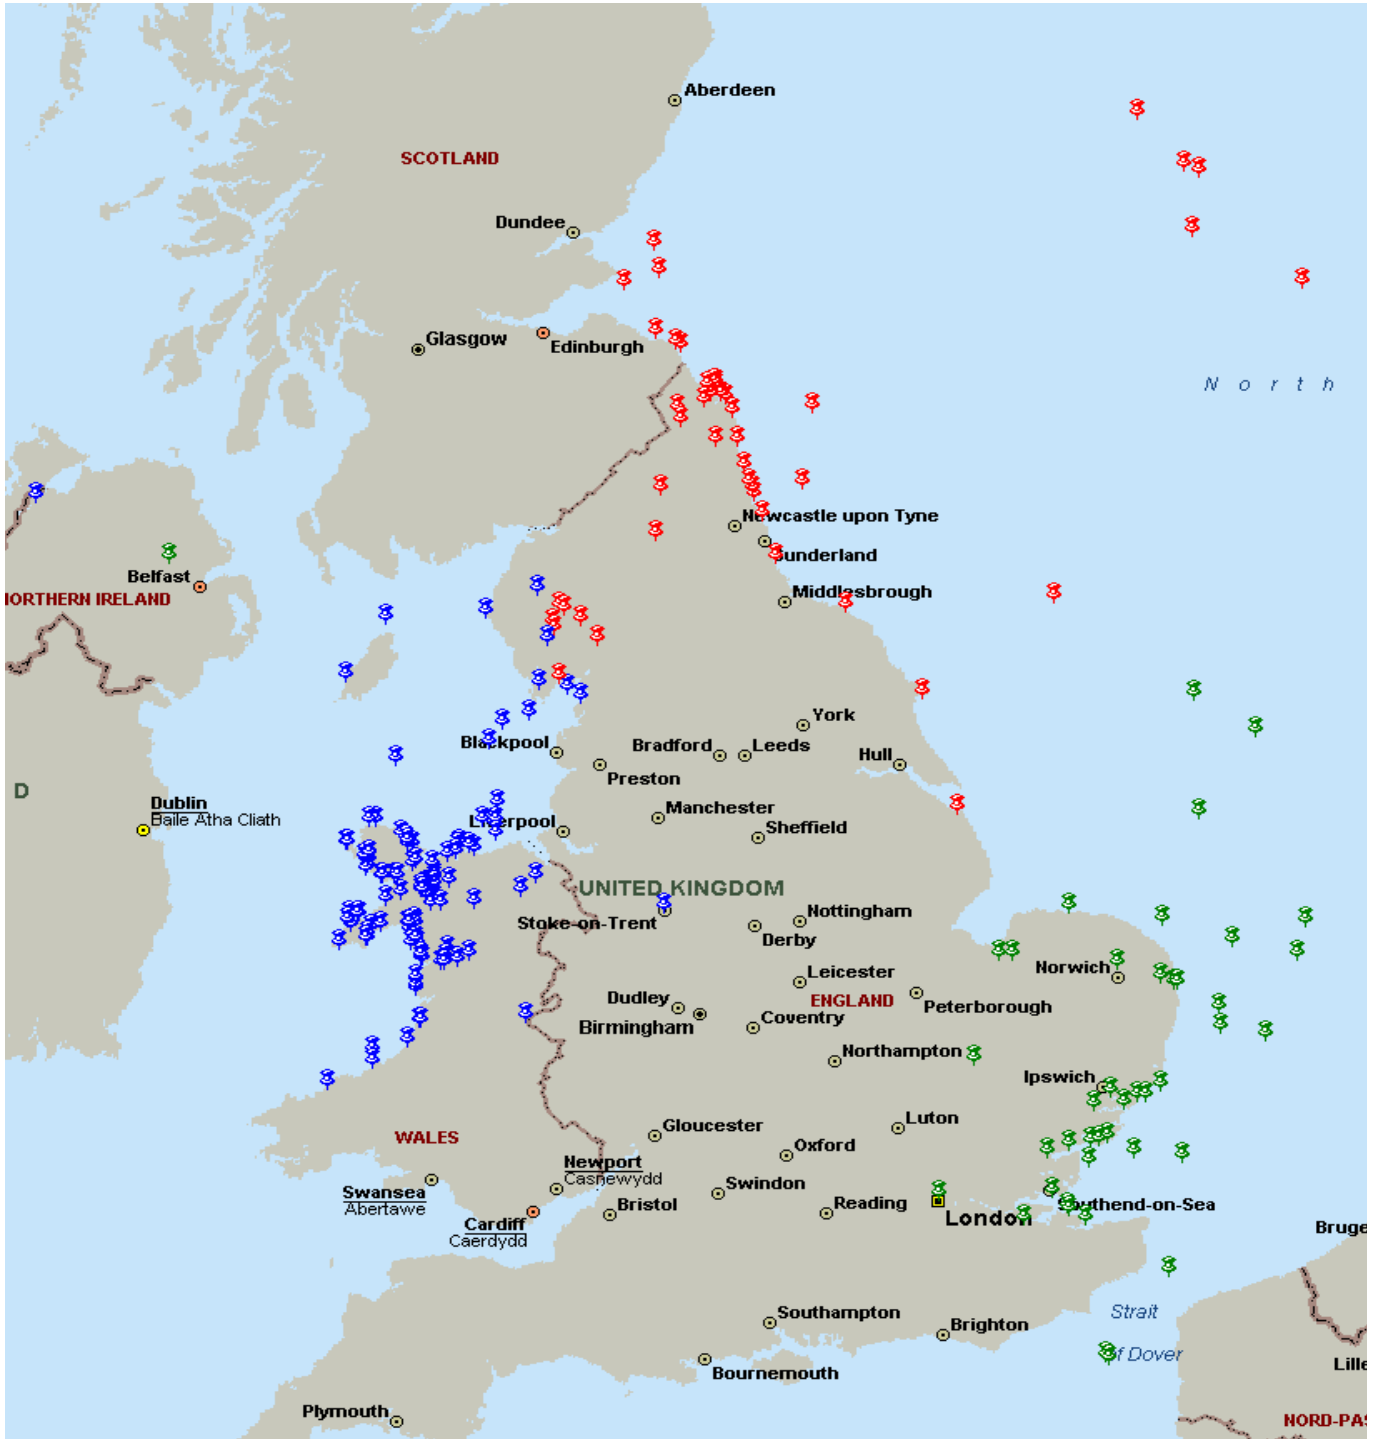 Aberdeen
SCOTLAND
Dundee
Glasgow
Edinburgh
N o r t h
Newcastle upon Tyne
Sunderland
Belfast
Middlesbrough
NORTHERN IRELAND
York
Blackpool
Bradford
Leeds
Hull
Preston
D
Dublin
Baile Atha Cliath
Manchester
Liverpool
Sheffield
UNITED KINGDOM
Stoke-on-Trent
Nottingham
Derby
Norwich
Leicester
Dudley
ENGLAND
Peterborough
Birmingham
Coventry
Northampton
Ipswich
Luton
Gloucester
WALES
Oxford
Newport
Casnewydd
Swansea
Abertawe
Swindon
Reading
Bristol
Southend-on-Sea
London
Cardiff
Caerdydd
Bruge
Strait
of Dover
Southampton
Brighton
Lille
Bournemouth
Plymouth
NORD-PAS